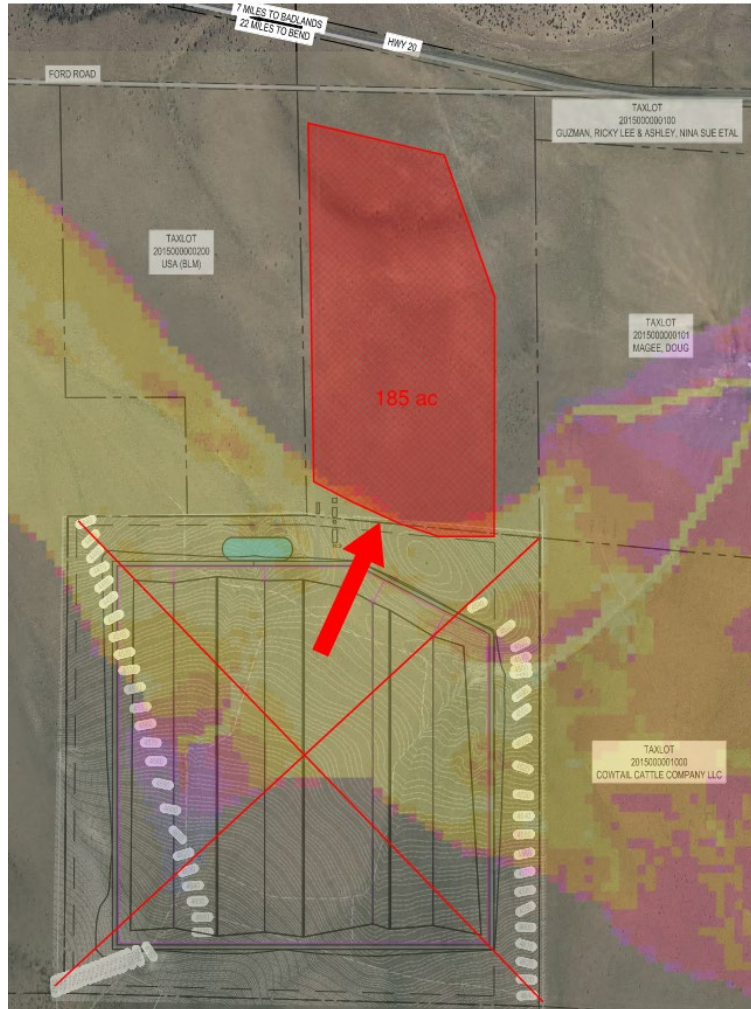 7 MILES TO BADLANDS
22 MILES TO BEND
HWY 20
FORD ROAD
TAXLOT
2015000000100
GUZMAN, RICKY LEE & ASHLEY, NINA SUE ETAL
TAXLOT
2015000000200
USA (BLM)
TAXLOT
2015000000101
MAGEE, DOUG
185 ac
TAXLOT
2015000001000
COWTAIL CATTLE COMPANY LLC